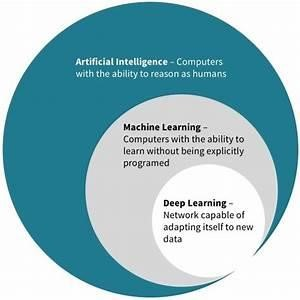 Artificial Intelligence – Computers
with the ability to reason as humans
Machine Learning –
Computers with the ability to
learn without being explicitly
programed
Deep Learning –
Network capable of
adapting itself to new
data